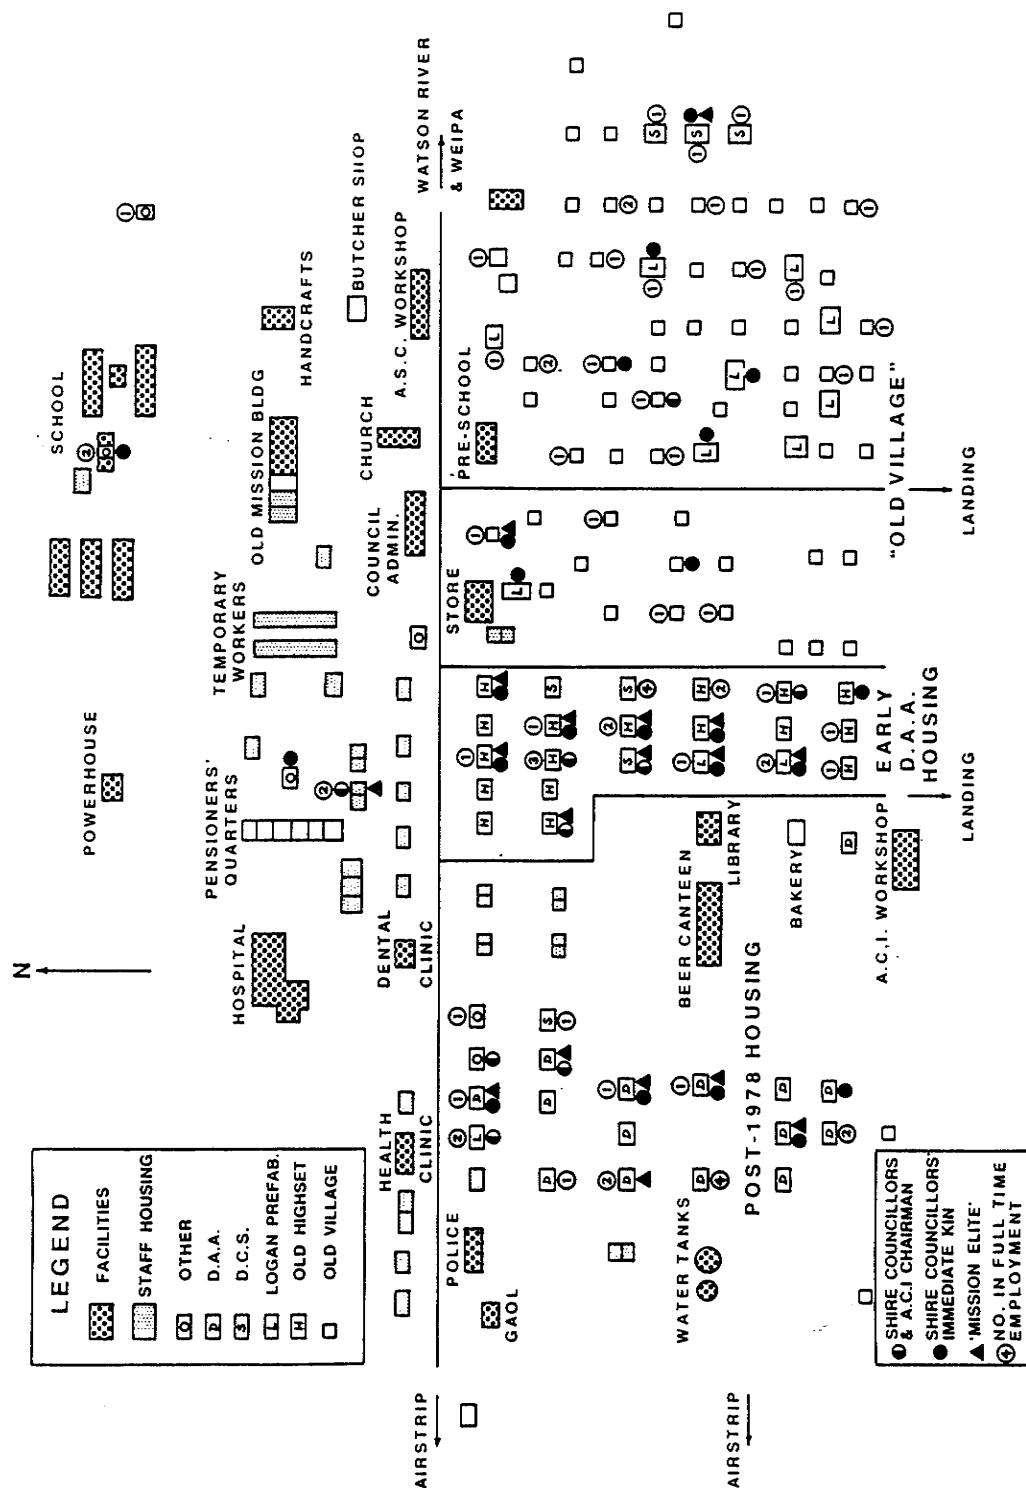 N
LEGEND
FACILITIES
STAFF HOUSING
O OTHER
D D.A.A.
S D.C.S.
L LOGAN PREFAB.
H OLD HIGHSET
OLD VILLAGE
POWERHOUSE
SCHOOL
HOSPITAL
PENSIONERS'
QUARTERS
TEMPORARY
WORKERS
OLD MISSION BLDG
HANDCRAFTS
HEALTH
CLINIC
DENTAL
CLINIC
COUNCIL
ADMIN.
CHURCH
A.S.C. WORKSHOP
BUTCHER SHOP
WATSON RIVER
& WEIPA
AIRSTRIP
POLICE
GAOL
STORE
PRE-SCHOOL
WATER TANKS
BEER CANTEEN
LIBRARY
BAKERY
A.C.I. WORKSHOP
AIRSTRIP
POST-1978 HOUSING
EARLY
D.A.A.
HOUSING
"OLD VILLAGE"
LANDING
LANDING
SHIRE COUNCILLORS
& A.C.I CHAIRMAN
SHIRE COUNCILLORS'
IMMEDIATE KIN
'MISSION ELITE'
4 NO. IN FULL TIME
EMPLOYMENT